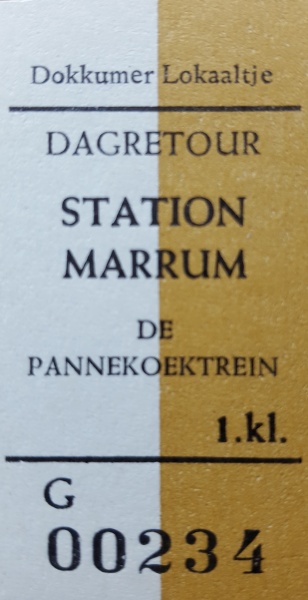 Dokkumer Lokaaltje
DAGRETOUR
STATION
MARRUM
DE
PANNEKOEKTREIN
1.kl.
G
00234